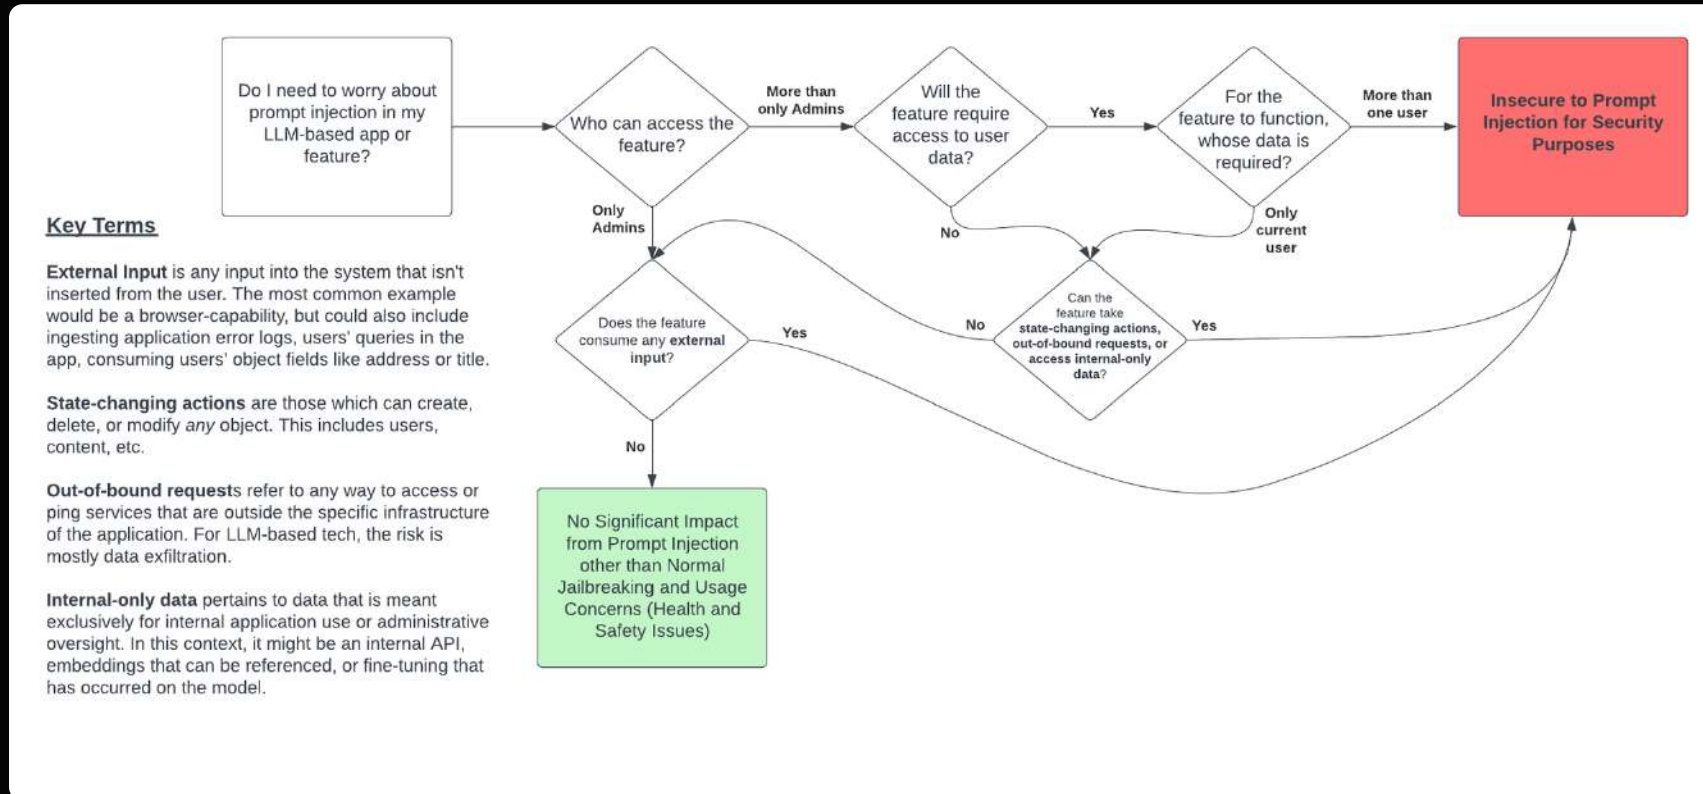 Do I need to worry about
prompt injection in my
LLM-based app or
feature?
Who can access the
feature?
More than
only Admins
Will the
feature require
access to user
data?
Yes
For the
feature to function,
whose data is
required?
More than
one user
Insecure to Prompt
Injection for Security
Purposes
Only
Admins
No
Only
current
user
Does the feature
consume any external
input?
Yes
No
Can the
feature take
state-changing actions,
out-of-bound requests, or
access internal-only
data?
Yes
No
No Significant Impact
from Prompt Injection
other than Normal
Jailbreaking and Usage
Concerns (Health and
Safety Issues)
Key Terms
External Input is any input into the system that isn't
inserted from the user. The most common example
would be a browser-capability, but could also include
ingesting application error logs, users' queries in the
app, consuming users' object fields like address or title.
State-changing actions are those which can create,
delete, or modify any object. This includes users,
content, etc.
Out-of-bound requests refer to any way to access or
ping services that are outside the specific infrastructure
of the application. For LLM-based tech, the risk is
mostly data exfiltration.
Internal-only data pertains to data that is meant
exclusively for internal application use or administrative
oversight. In this context, it might be an internal API,
embeddings that can be referenced, or fine-tuning that
has occurred on the model.